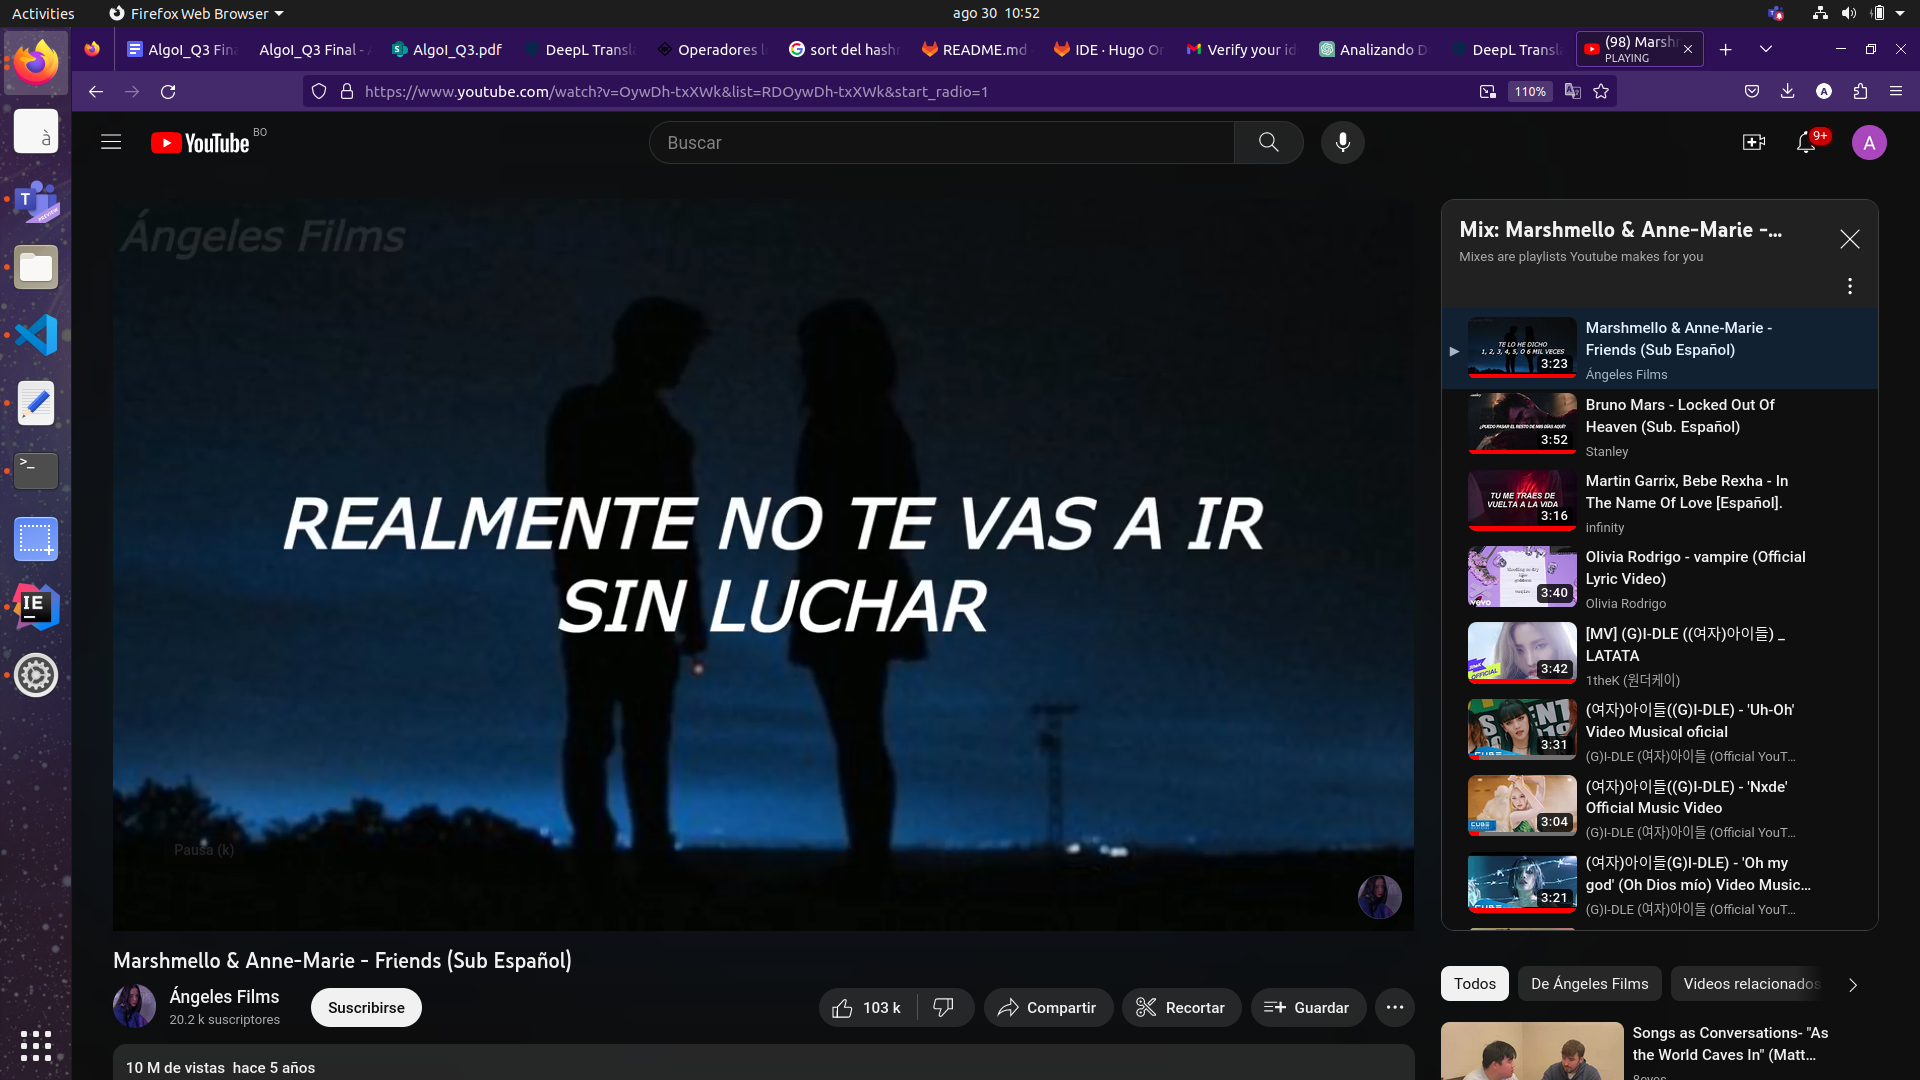 Activities
Firefox Web Browser
ago 30 10:52
AlgoI_Q3 Fin
AlgoI_Q3 Final -
AlgoI_Q3.pdf
DeepL Transl
Operadores l
sort del hash
README.md
IDE · Hugo Or
Verify your id
Analizando D
DeepL Transl
(98) Marshm
PLAYING
https://www.youtube.com/watch?v=OywDh-txXWk&list=RDOywDh-txXWk&start_radio=1
110%
YouTube
BO
Buscar
9+
A
Ángeles Films
REALMENTE NO TE VAS A IR
SIN LUCHAR
Pausa (k)
Marshmello & Anne-Marie - Friends (Sub Español)
Ángeles Films
20.2 k suscriptores
Suscribirse
103 k
Compartir
Recortar
Guardar
10 M de vistas hace 5 años
Mix: Marshmello & Anne-Marie -...
Mixes are playlists Youtube makes for you
TE LO HE DICHO
1, 2, 3, 4, 5, O 6 MIL VECES
3:23
Marshmello & Anne-Marie -
Friends (Sub Español)
Ángeles Films
¿PUEDO PASAR EL RESTO DE MIS DÍAS AQUÍ?
3:52
Bruno Mars - Locked Out Of
Heaven (Sub. Español)
Stanley
TU ME TRAES DE
VUELTA A LA VIDA
3:16
Martin Garrix, Bebe Rexha - In
The Name Of Love [Español].
infinity
3:40
Olivia Rodrigo - vampire (Official
Lyric Video)
Olivia Rodrigo
3:42
[MV] (G)I-DLE ((여자)아이들) _
LATATA
1theK (원더케이)
3:31
(여자)아이들((G)I-DLE) - 'Uh-Oh'
Video Musical oficial
(G)I-DLE (여자)아이들 (Official YouT...
3:04
(여자)아이들((G)I-DLE) - 'Nxde'
Official Music Video
(G)I-DLE (여자)아이들 (Official YouT...
3:21
(여자)아이들(G)I-DLE) - 'Oh my
god' (Oh Dios mío) Video Music...
(G)I-DLE (여자)아이들 (Official YouT...
Todos
De Ángeles Films
Videos relacionados
Songs as Conversations- "As
the World Caves In" (Matt...